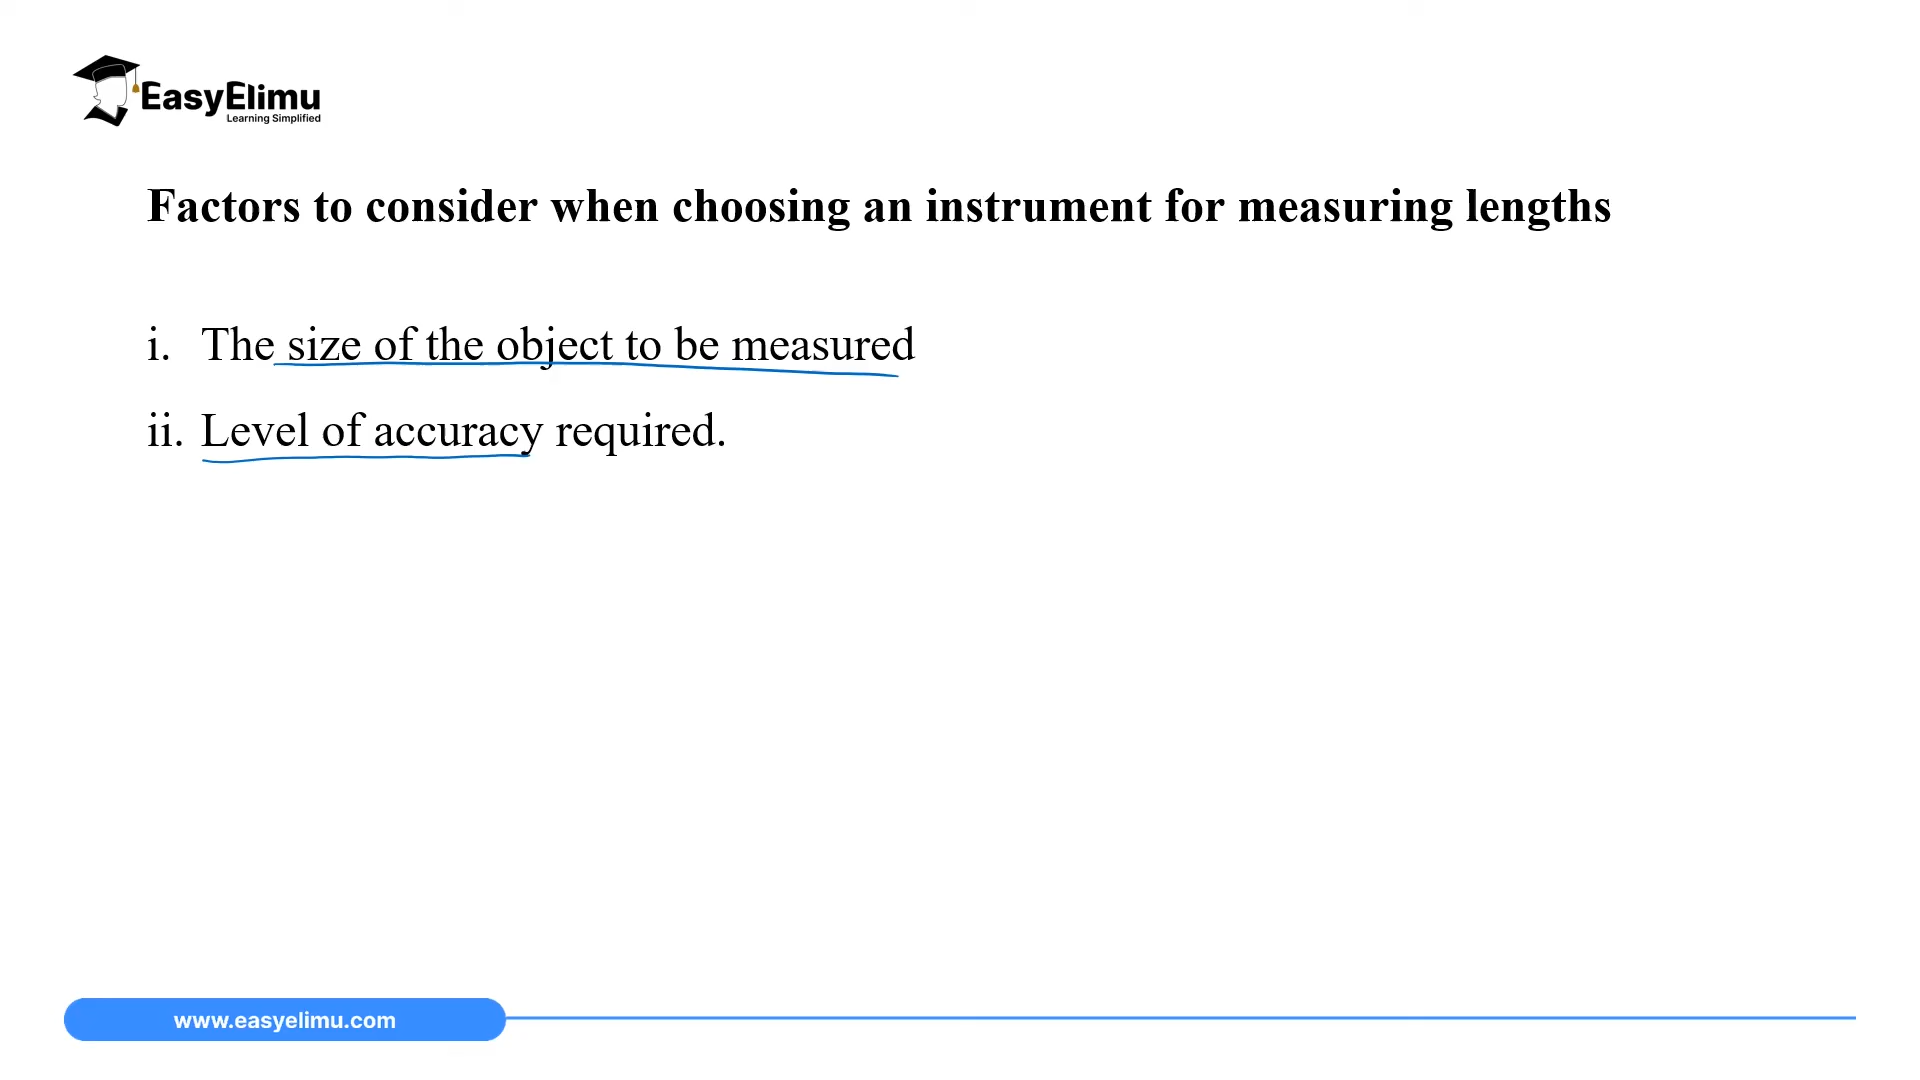 EasyElimu
Learning Simplified
Factors to consider when choosing an instrument for measuring lengths
i. The size of the object to be measured
ii. Level of accuracy required.
www.easyelimu.com